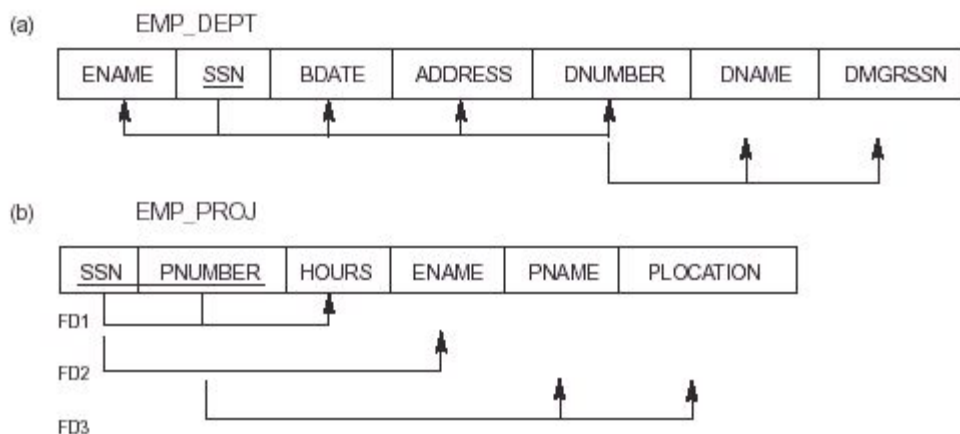 (a) EMP_DEPT
ENAME SSN BDATE ADDRESS DNUMBER DNAME DMGRSSN
(b) EMP_PROJ
SSN PNUMBER HOURS ENAME PNAME PLOCATION
FD1
FD2
FD3